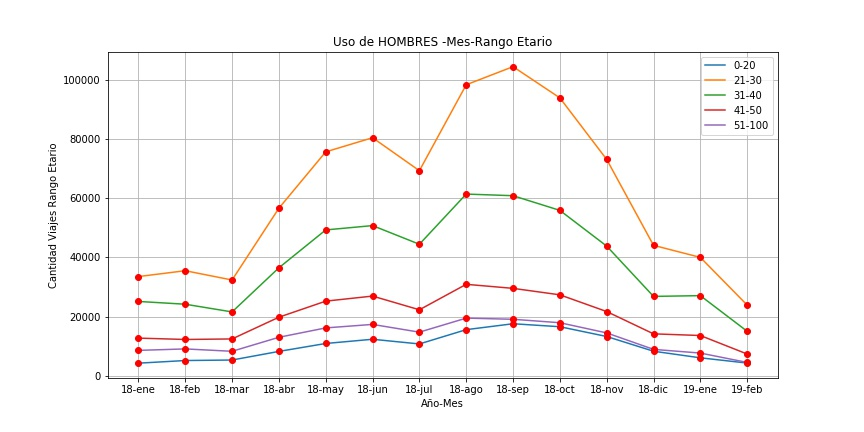 Uso de HOMBRES -Mes-Rango Etario
0-20
21-30
31-40
41-50
51-100
Cantidad Viajes Rango Etario
100000
80000
60000
40000
20000
0
18-ene 18-feb 18-mar 18-abr 18-may 18-jun 18-jul 18-ago 18-sep 18-oct 18-nov 18-dic 19-ene 19-feb
Año-Mes